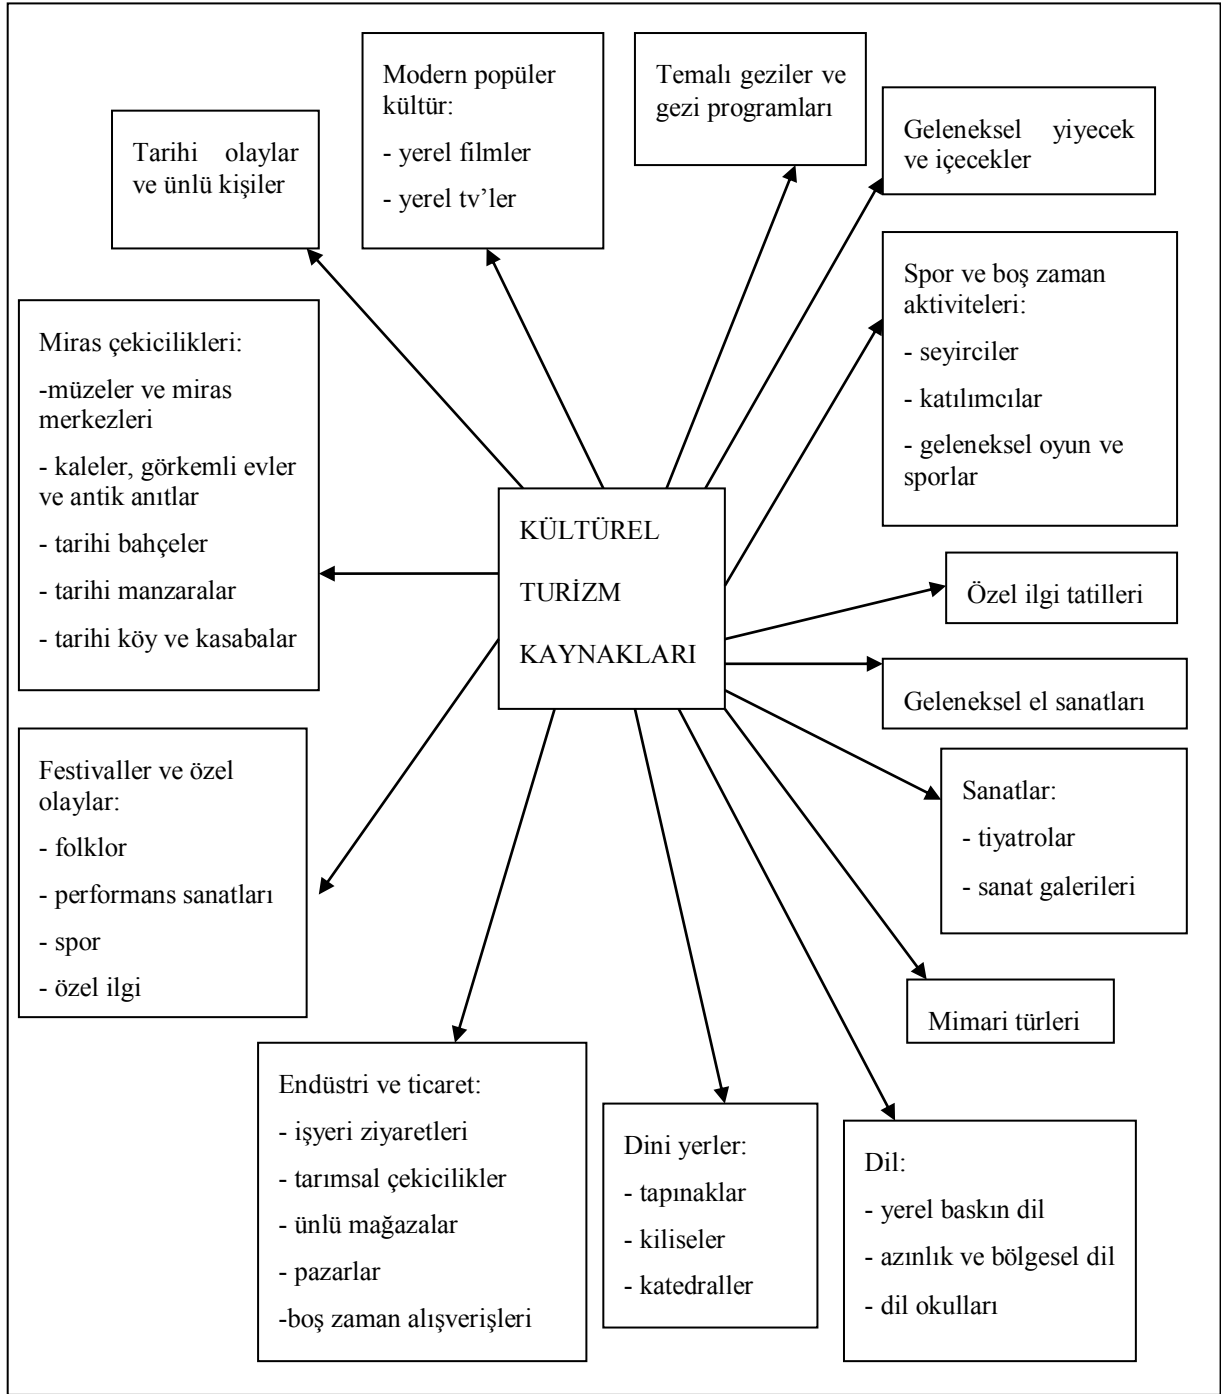 Tarihi olaylar
ve ünlü kişiler
Modern popüler
kültür:
- yerel filmler
- yerel tv’ler
Temalı geziler ve
gezi programları
Geleneksel yiyecek
ve içecekler
Spor ve boş zaman
aktiviteleri:
- seyirciler
- katılımcılar
- geleneksel oyun ve
sporlar
Miras çekicilikleri:
-müzeler ve miras
merkezleri
- kaleler, görkemli evler
ve antik anıtlar
- tarihi bahçeler
- tarihi manzaralar
- tarihi köy ve kasabalar
KÜLTÜREL
TURİZM
KAYNAKLARI
Özel ilgi tatilleri
Geleneksel el sanatları
Sanatlar:
- tiyatrolar
- sanat galerileri
Festivaller ve özel
olaylar:
- folklor
- performans sanatları
- spor
- özel ilgi
Mimari türleri
Endüstri ve ticaret:
- işyeri ziyaretleri
- tarımsal çekicilikler
- ünlü mağazalar
- pazarlar
-boş zaman alışverişleri
Dini yerler:
- tapınaklar
- kiliseler
- katedraller
Dil:
- yerel baskın dil
- azınlık ve bölgesel dil
- dil okulları